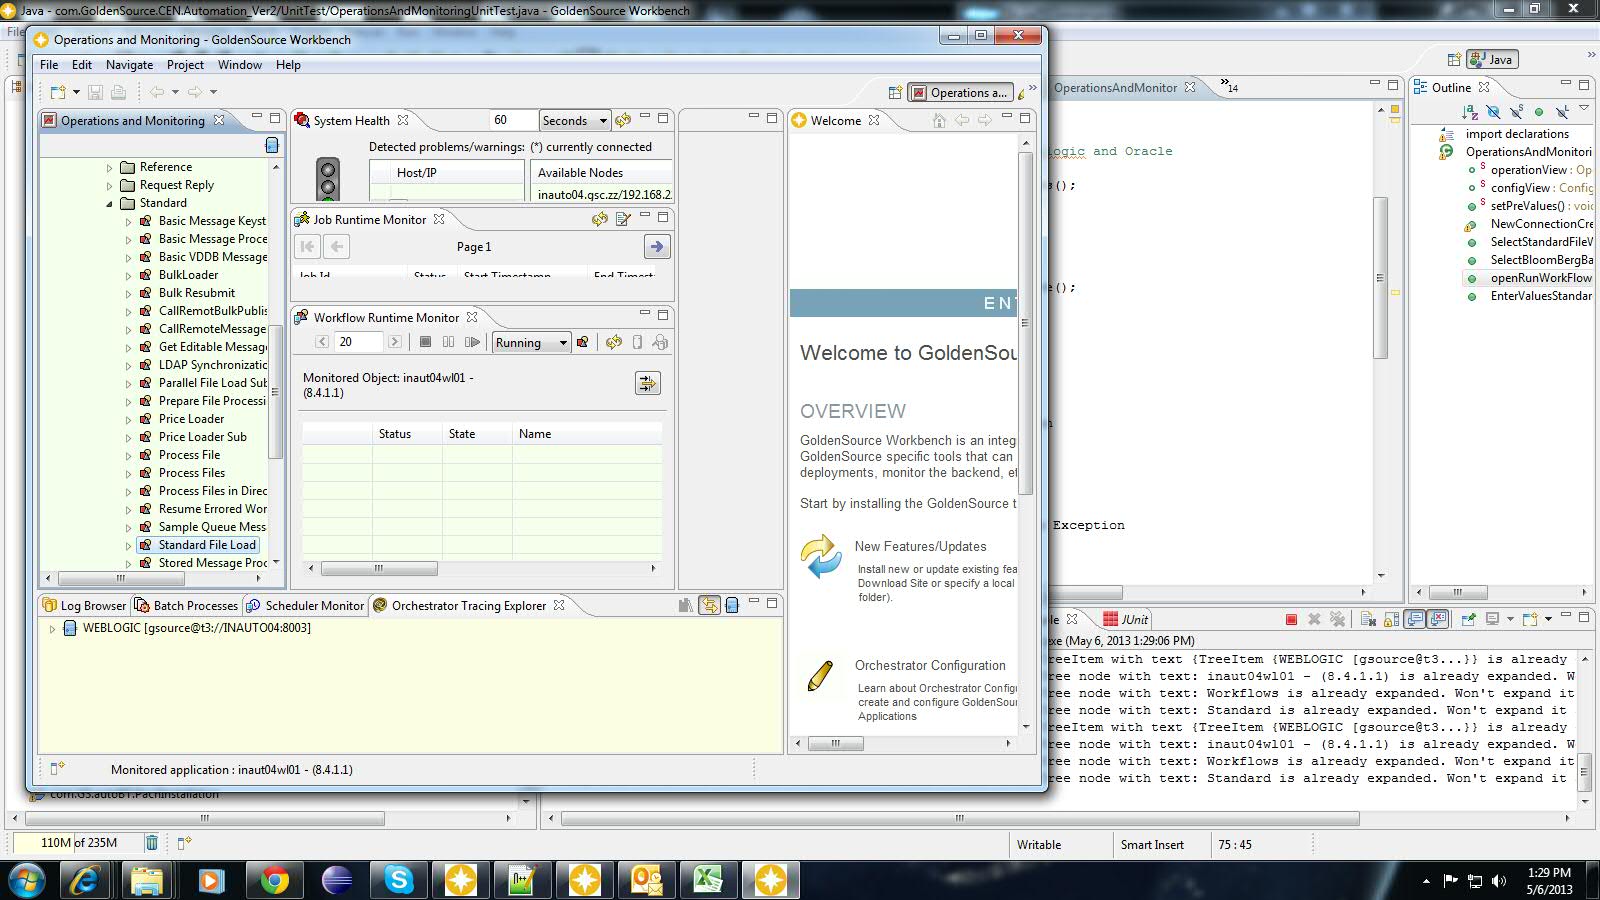 Java - com.GoldenSource.CEN.Automation_Ver2/UnitTest/OperationsAndMonitoringUnitTest.java - GoldenSource Workbench
Operations and Monitoring - GoldenSource Workbench
File Edit Navigate Project Window Help
Operations a...
Operations and Monitoring
Reference
Request Reply
Standard
Basic Message Keyst
Basic Message Proce
Basic VDDB Message
BulkLoader
Bulk Resubmit
CallRemotBulkPublis
CallRemoteMessage
Get Editable Message
LDAP Synchronizatic
Parallel File Load Sub
Prepare File Processi
Price Loader
Price Loader Sub
Process File
Process Files
Process Files in Direc
Resume Errored Wor
Sample Queue Mess
Standard File Load
Stored Message Proc
System Health
60 Seconds
Detected problems/warnings: (*) currently connected
Host/IP
Available Nodes
inauto04.gsc.zz/192.168.2
Job Runtime Monitor
Page 1
Job Id Status Start Timestamp End Timest
Workflow Runtime Monitor
20 Running
Monitored Object: inaut04wl01 -
(8.4.1.1)
Status State Name
Welcome
ENT
Welcome to GoldenSou
OVERVIEW
GoldenSource Workbench is an integ
GoldenSource specific tools that can
deployments, monitor the backend, et
Start by installing the GoldenSource t
New Features/Updates
Install new or update existing fea
Download Site or specify a local
folder).
Orchestrator Configuration
Learn about Orchestrator Config
create and configure GoldenSou
Applications
Log Browser Batch Processes Scheduler Monitor Orchestrator Tracing Explorer
WEBLOGIC [gsource@t3://INAUTO04:8003]
Monitored application : inaut04wl01 - (8.4.1.1)
Java
OperationsAndMonitor
14
logic and Oracle
e();
e();
Exception
Outline
import declarations
OperationsAndMonitori
operationView : Op
configView : Config
setPreValues() : voi
NewConnectionCre
SelectStandardFileV
SelectBloomBergBa
openRunWorkFlow
EnterValuesStandar
le JUnit
exe (May 6, 2013 1:29:06 PM)
reeItem with text {TreeItem {WEBLOGIC [gsource@t3...}} is already
ree node with text: inaut04wl01 - (8.4.1.1) is already expanded. W
ree node with text: Workflows is already expanded. Won't expand it
ree node with text: Standard is already expanded. Won't expand it
reeItem with text {TreeItem {WEBLOGIC [gsource@t3...}} is already
ree node with text: inaut04wl01 - (8.4.1.1) is already expanded. W
ree node with text: Workflows is already expanded. Won't expand it
ree node with text: Standard is already expanded. Won't expand it
com.GS.autoBT.PachInstallation
110M of 235M
Writable Smart Insert 75 : 45
1:29 PM
5/6/2013